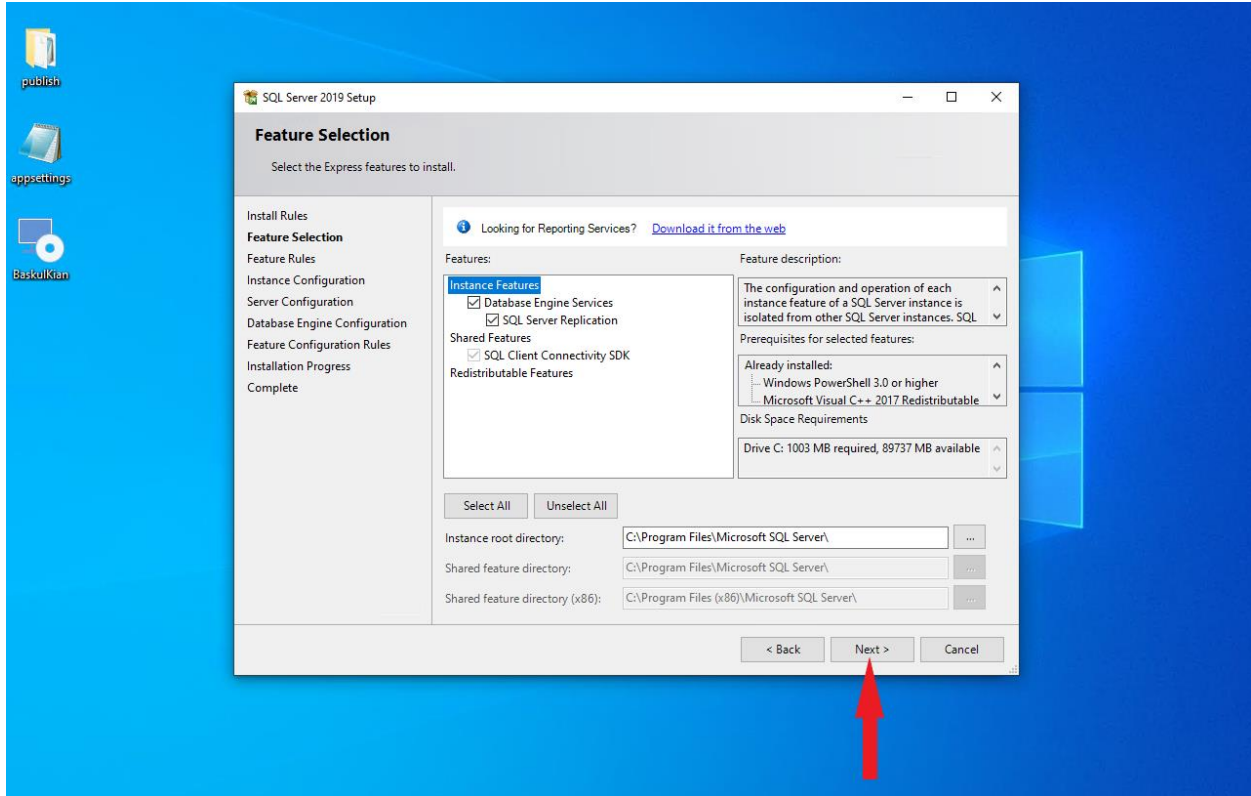 publish
appsettings
BaskulKian
SQL Server 2019 Setup
Feature Selection
Select the Express features to install.
Install Rules
Feature Selection
Feature Rules
Instance Configuration
Server Configuration
Database Engine Configuration
Feature Configuration Rules
Installation Progress
Complete
Looking for Reporting Services? Download it from the web
Features:
Instance Features
Database Engine Services
SQL Server Replication
Shared Features
SQL Client Connectivity SDK
Redistributable Features
Feature description:
The configuration and operation of each
instance feature of a SQL Server instance is
isolated from other SQL Server instances. SQL
Prerequisites for selected features:
Already installed:
Windows PowerShell 3.0 or higher
Microsoft Visual C++ 2017 Redistributable
Disk Space Requirements
Drive C: 1003 MB required, 89737 MB available
Select All Unselect All
Instance root directory: C:\Program Files\Microsoft SQL Server\ ...
Shared feature directory: C:\Program Files\Microsoft SQL Server\ ...
Shared feature directory (x86): C:\Program Files (x86)\Microsoft SQL Server\ ...
< Back Next > Cancel